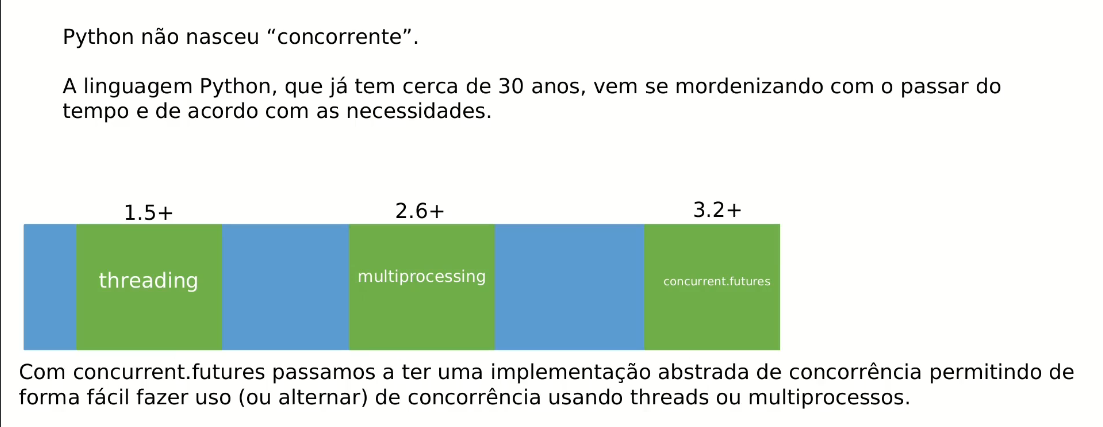 Python não nasceu “concorrente”.
A linguagem Python, que já tem cerca de 30 anos, vem se mordenizando com o passar do
tempo e de acordo com as necessidades.
1.5+
2.6+
3.2+
threading
multiprocessing
concurrent.futures
Com concurrent.futures passamos a ter uma implementação abstrada de concorrência permitindo de
forma fácil fazer uso (ou alternar) de concorrência usando threads ou multiprocessos.